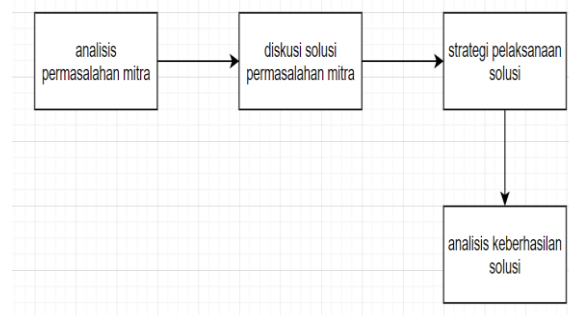 analisis
permasalahan mitra
diskusi solusi
permasalahan mitra
strategi pelaksanaan
solusi
analisis keberhasilan
solusi